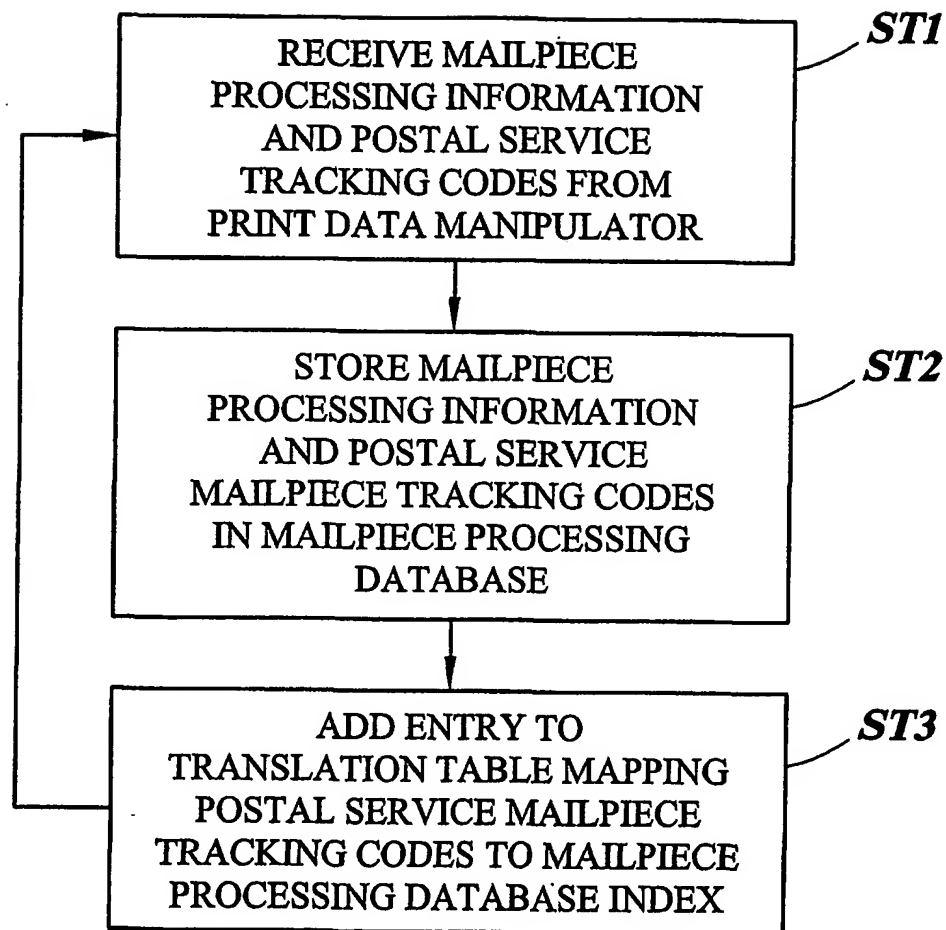 ST1
RECEIVE MAILPIECE
PROCESSING INFORMATION
AND POSTAL SERVICE
TRACKING CODES FROM
PRINT DATA MANIPULATOR
ST2
STORE MAILPIECE
PROCESSING INFORMATION
AND POSTAL SERVICE
MAILPIECE TRACKING CODES
IN MAILPIECE PROCESSING
DATABASE
ST3
ADD ENTRY TO
TRANSLATION TABLE MAPPING
POSTAL SERVICE MAILPIECE
TRACKING CODES TO MAILPIECE
PROCESSING DATABASE INDEX